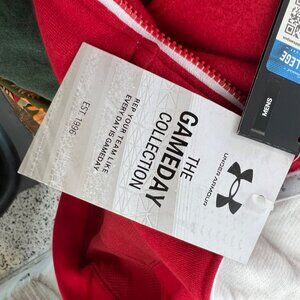 UNDER ARMOUR
THE
GAMEDAY
COLLECTION
REP YOUR TEAM LIKE
EVERY DAY IS GAMEDAY
EST. 1996
MENS